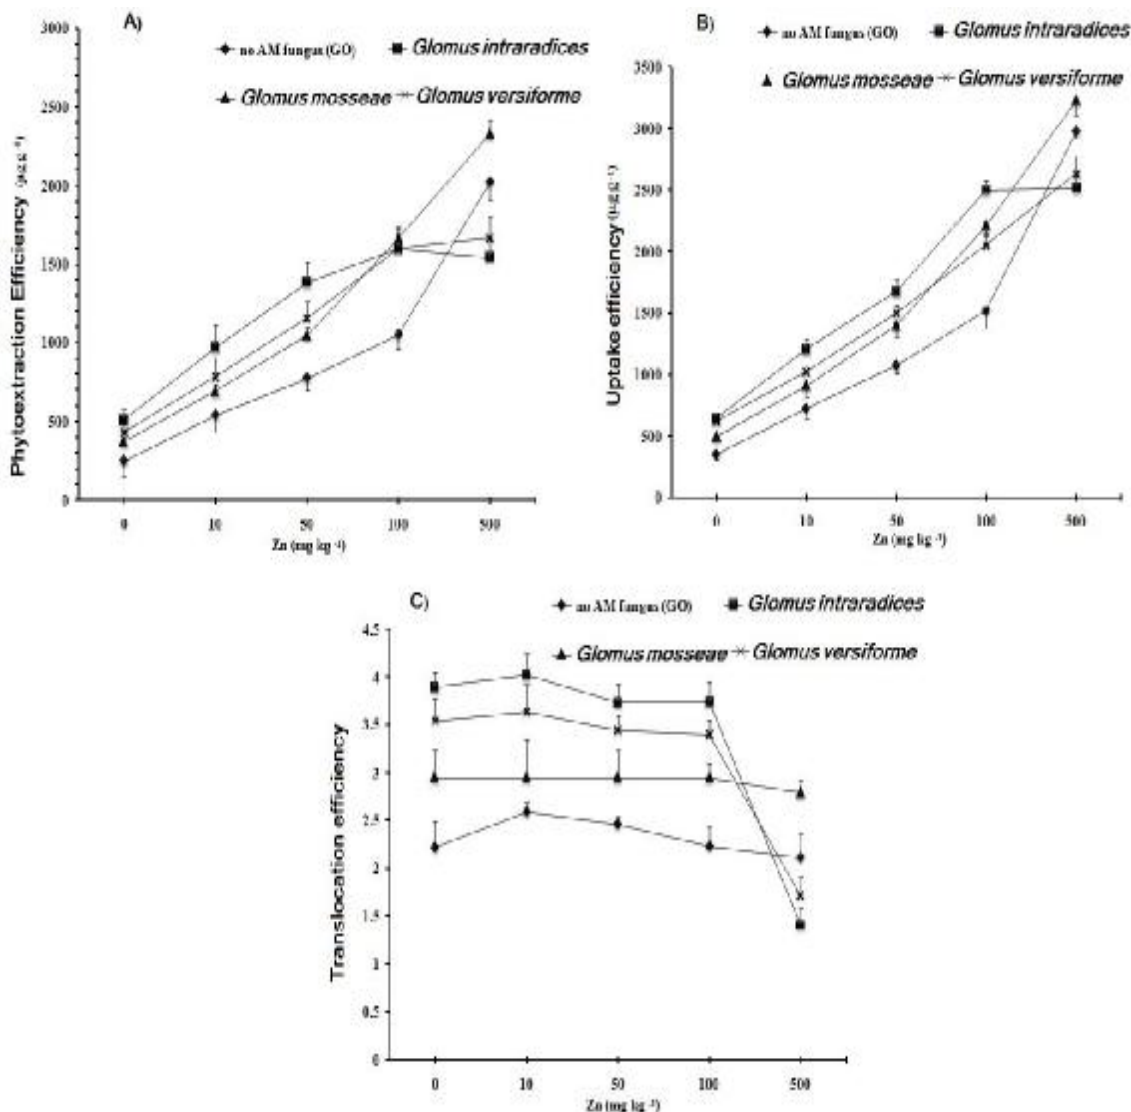 A)
no AM fungus (GO) Glomus intraradices
Glomus mosseae Glomus versiforme
Phytoextraction Efficiency (µg g⁻¹)
3000
2500
2000
1500
1000
500
0
0 10 50 100 500
Zn (mg kg⁻¹)
B)
no AM fungus (GO) Glomus intraradices
Glomus mosseae Glomus versiforme
Uptake efficiency (µg g⁻¹)
3500
3000
2500
2000
1500
1000
500
0
0 10 50 100 500
Zn (mg kg⁻¹)
C)
no AM fungus (GO) Glomus intraradices
Glomus mosseae Glomus versiforme
Translocation efficiency
4.5
4
3.5
3
2.5
2
1.5
1
0.5
0
0 10 50 100 500
Zn (mg kg⁻¹)